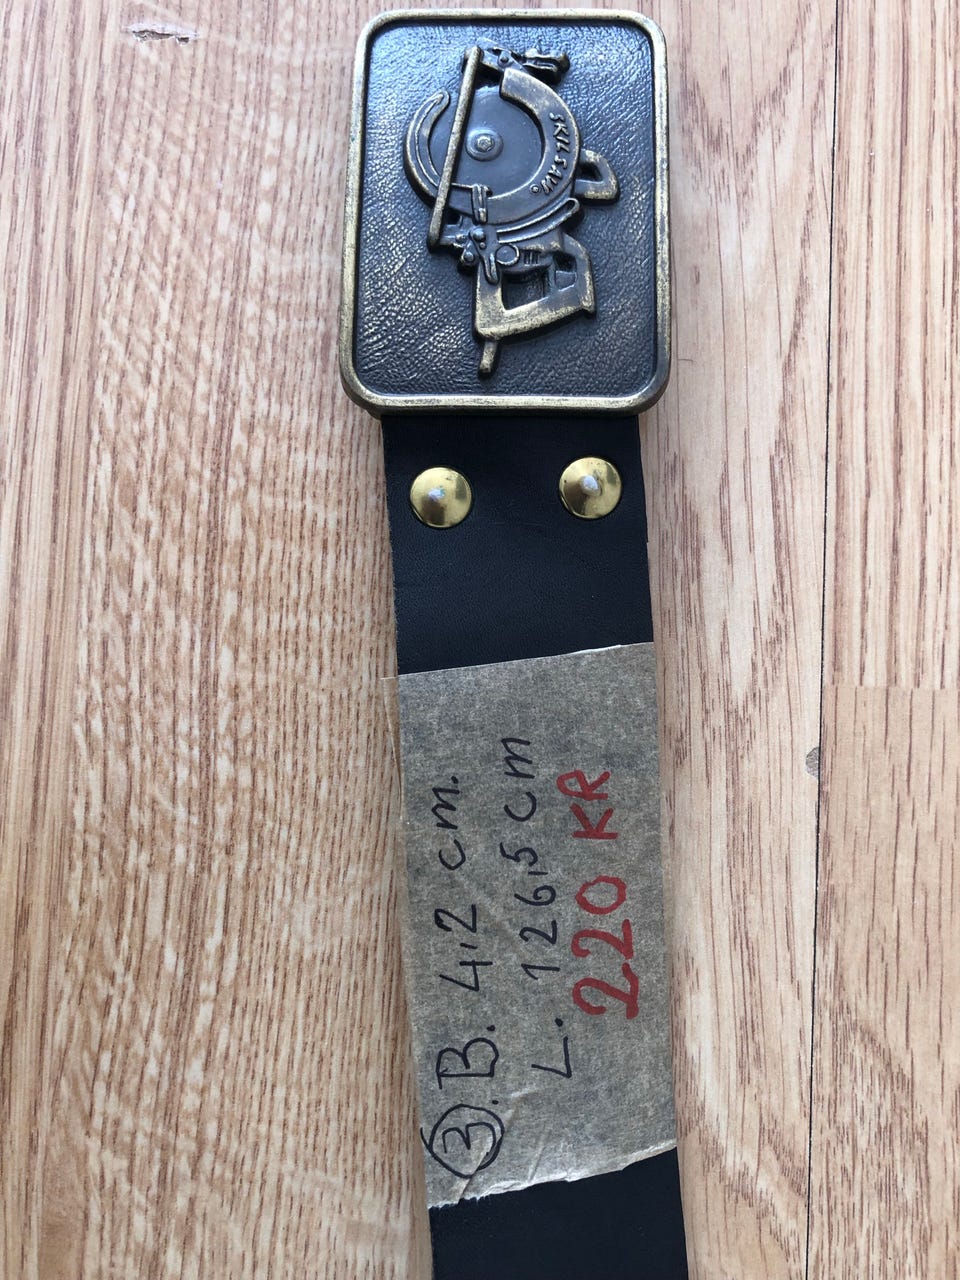 SKILSAW®
3. B. 4,2 cm.
L. 126,5 cm
220 KR